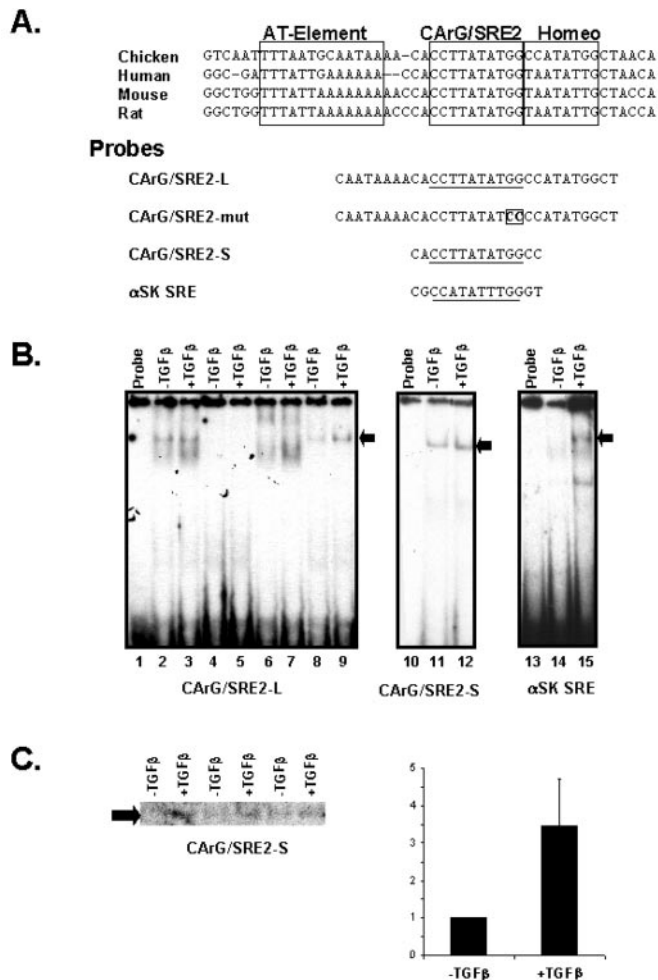 A.
AT-Element CArG/SRE2 Homeo
Chicken GTCAATTTTAATGCAATAAAA-CACCTTATATGGCCATATGGCTAACA
Human GGC-GATTTATTGAAAAAAA--CCACCTTATATGGTAATATTGCTAACA
Mouse GGCTGGTTTATTAAAAAAAAACCACCTTATATGGTAATATTGCTACCA
Rat GGCTGGTTTATTAAAAAAAACCCACCTTATATGGTAATATTGCTACCA
Probes
CArG/SRE2-L CAATAAAACACCTTATATGGCCATATGGCT
CArG/SRE2-mut CAATAAAACACCTTATATCCCCATATGGCT
CArG/SRE2-S CACCTTATATGGCC
αSK SRE CGCCATATTTGGGT
B.
Probe -TGFβ +TGFβ -TGFβ +TGFβ -TGFβ +TGFβ -TGFβ +TGFβ Probe -TGFβ +TGFβ Probe -TGFβ +TGFβ
1 2 3 4 5 6 7 8 9 10 11 12 13 14 15
CArG/SRE2-L CArG/SRE2-S αSK SRE
C.
-TGFβ +TGFβ -TGFβ +TGFβ -TGFβ +TGFβ
CArG/SRE2-S
5
4
3
2
1
0
-TGFβ +TGFβ